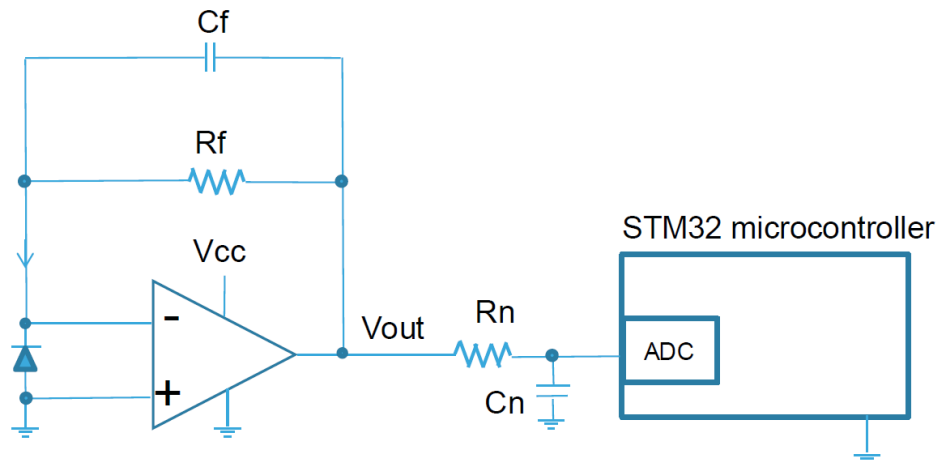 Cf
Rf
STM32 microcontroller
Vcc
-
Vout
Rn
ADC
+
Cn